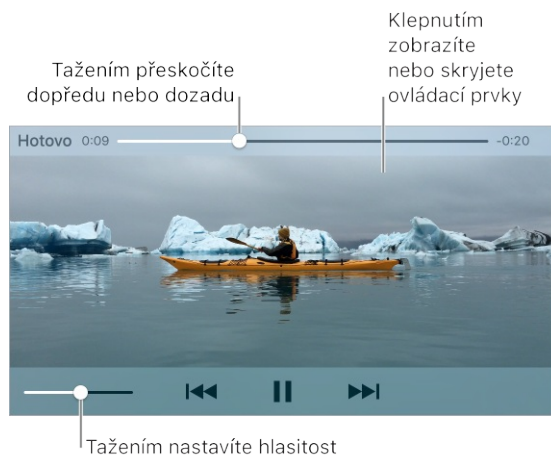 Klepnutím
zobrazíte
nebo skryjete
ovládací prvky
Tažením přeskočíte
dopředu nebo dozadu
Hotovo 0:09 -0:20
Tažením nastavíte hlasitost